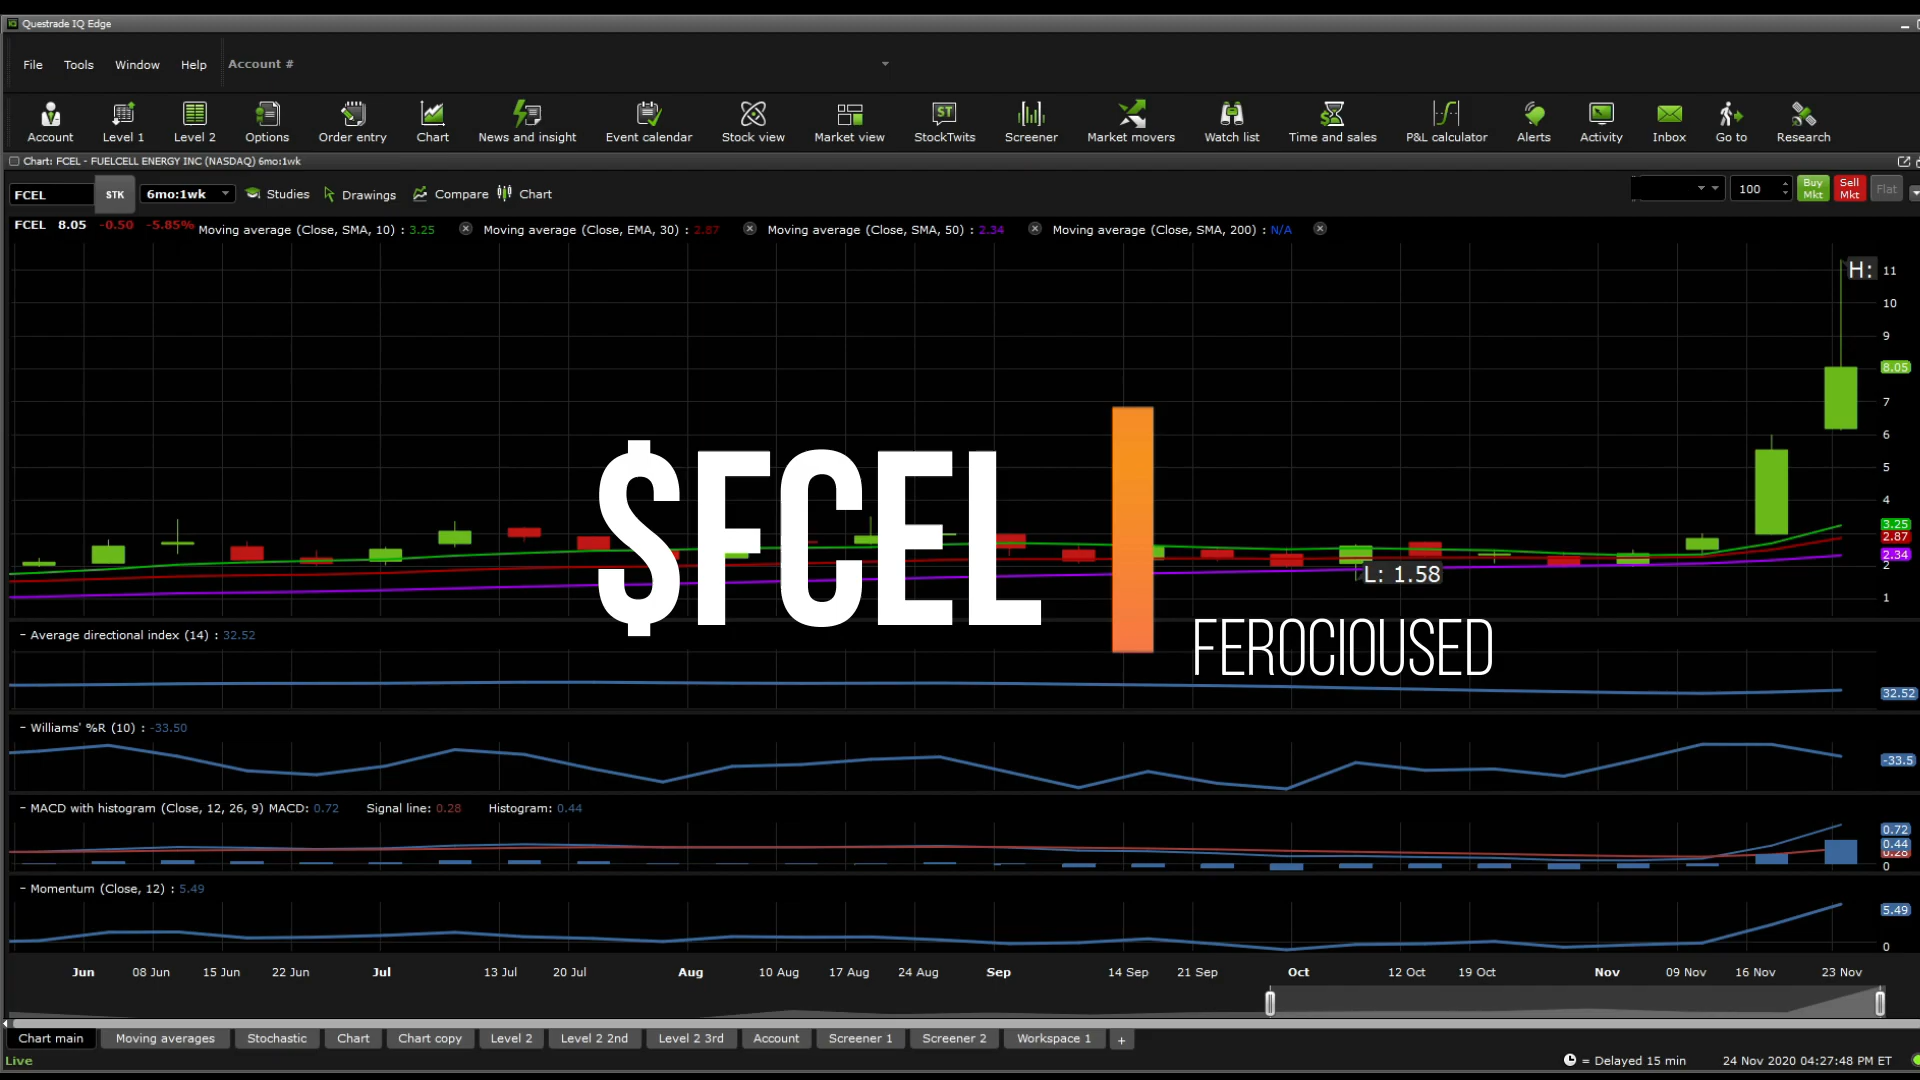 Questrade IQ Edge
File Tools Window Help Account #
Account Level 1 Level 2 Options Order entry Chart News and insight Event calendar Stock view Market view StockTwits Screener Market movers Watch list Time and sales P&L calculator Alerts Activity Inbox Go to Research
Chart: FCEL - FUELCELL ENERGY INC (NASDAQ) 6mo:1wk
FCEL STK 6mo:1wk Studies Drawings Compare Chart 100 Buy Mkt Sell Mkt Flat
FCEL 8.05 -0.50 -5.85% Moving average (Close, SMA, 10) : 3.25 Moving average (Close, EMA, 30) : 2.87 Moving average (Close, SMA, 50) : 2.34 Moving average (Close, SMA, 200) : N/A
H:
11
10
9
8.05
7
6
5
4
3.25
2.87
2.34
2
1
L: 1.58
$FCEL
FEROCIOUSED
- Average directional index (14) : 32.52
32.52
- Williams' %R (10) : -33.50
-33.5
- MACD with histogram (Close, 12, 26, 9) MACD: 0.72 Signal line: 0.28 Histogram: 0.44
0.72
0.44
0.28
0
- Momentum (Close, 12) : 5.49
5.49
0
Jun 08 Jun 15 Jun 22 Jun Jul 13 Jul 20 Jul Aug 10 Aug 17 Aug 24 Aug Sep 14 Sep 21 Sep Oct 12 Oct 19 Oct Nov 09 Nov 16 Nov 23 Nov
Chart main Moving averages Stochastic Chart Chart copy Level 2 Level 2 2nd Level 2 3rd Account Screener 1 Screener 2 Workspace 1 +
Live = Delayed 15 min 24 Nov 2020 04:27:48 PM ET